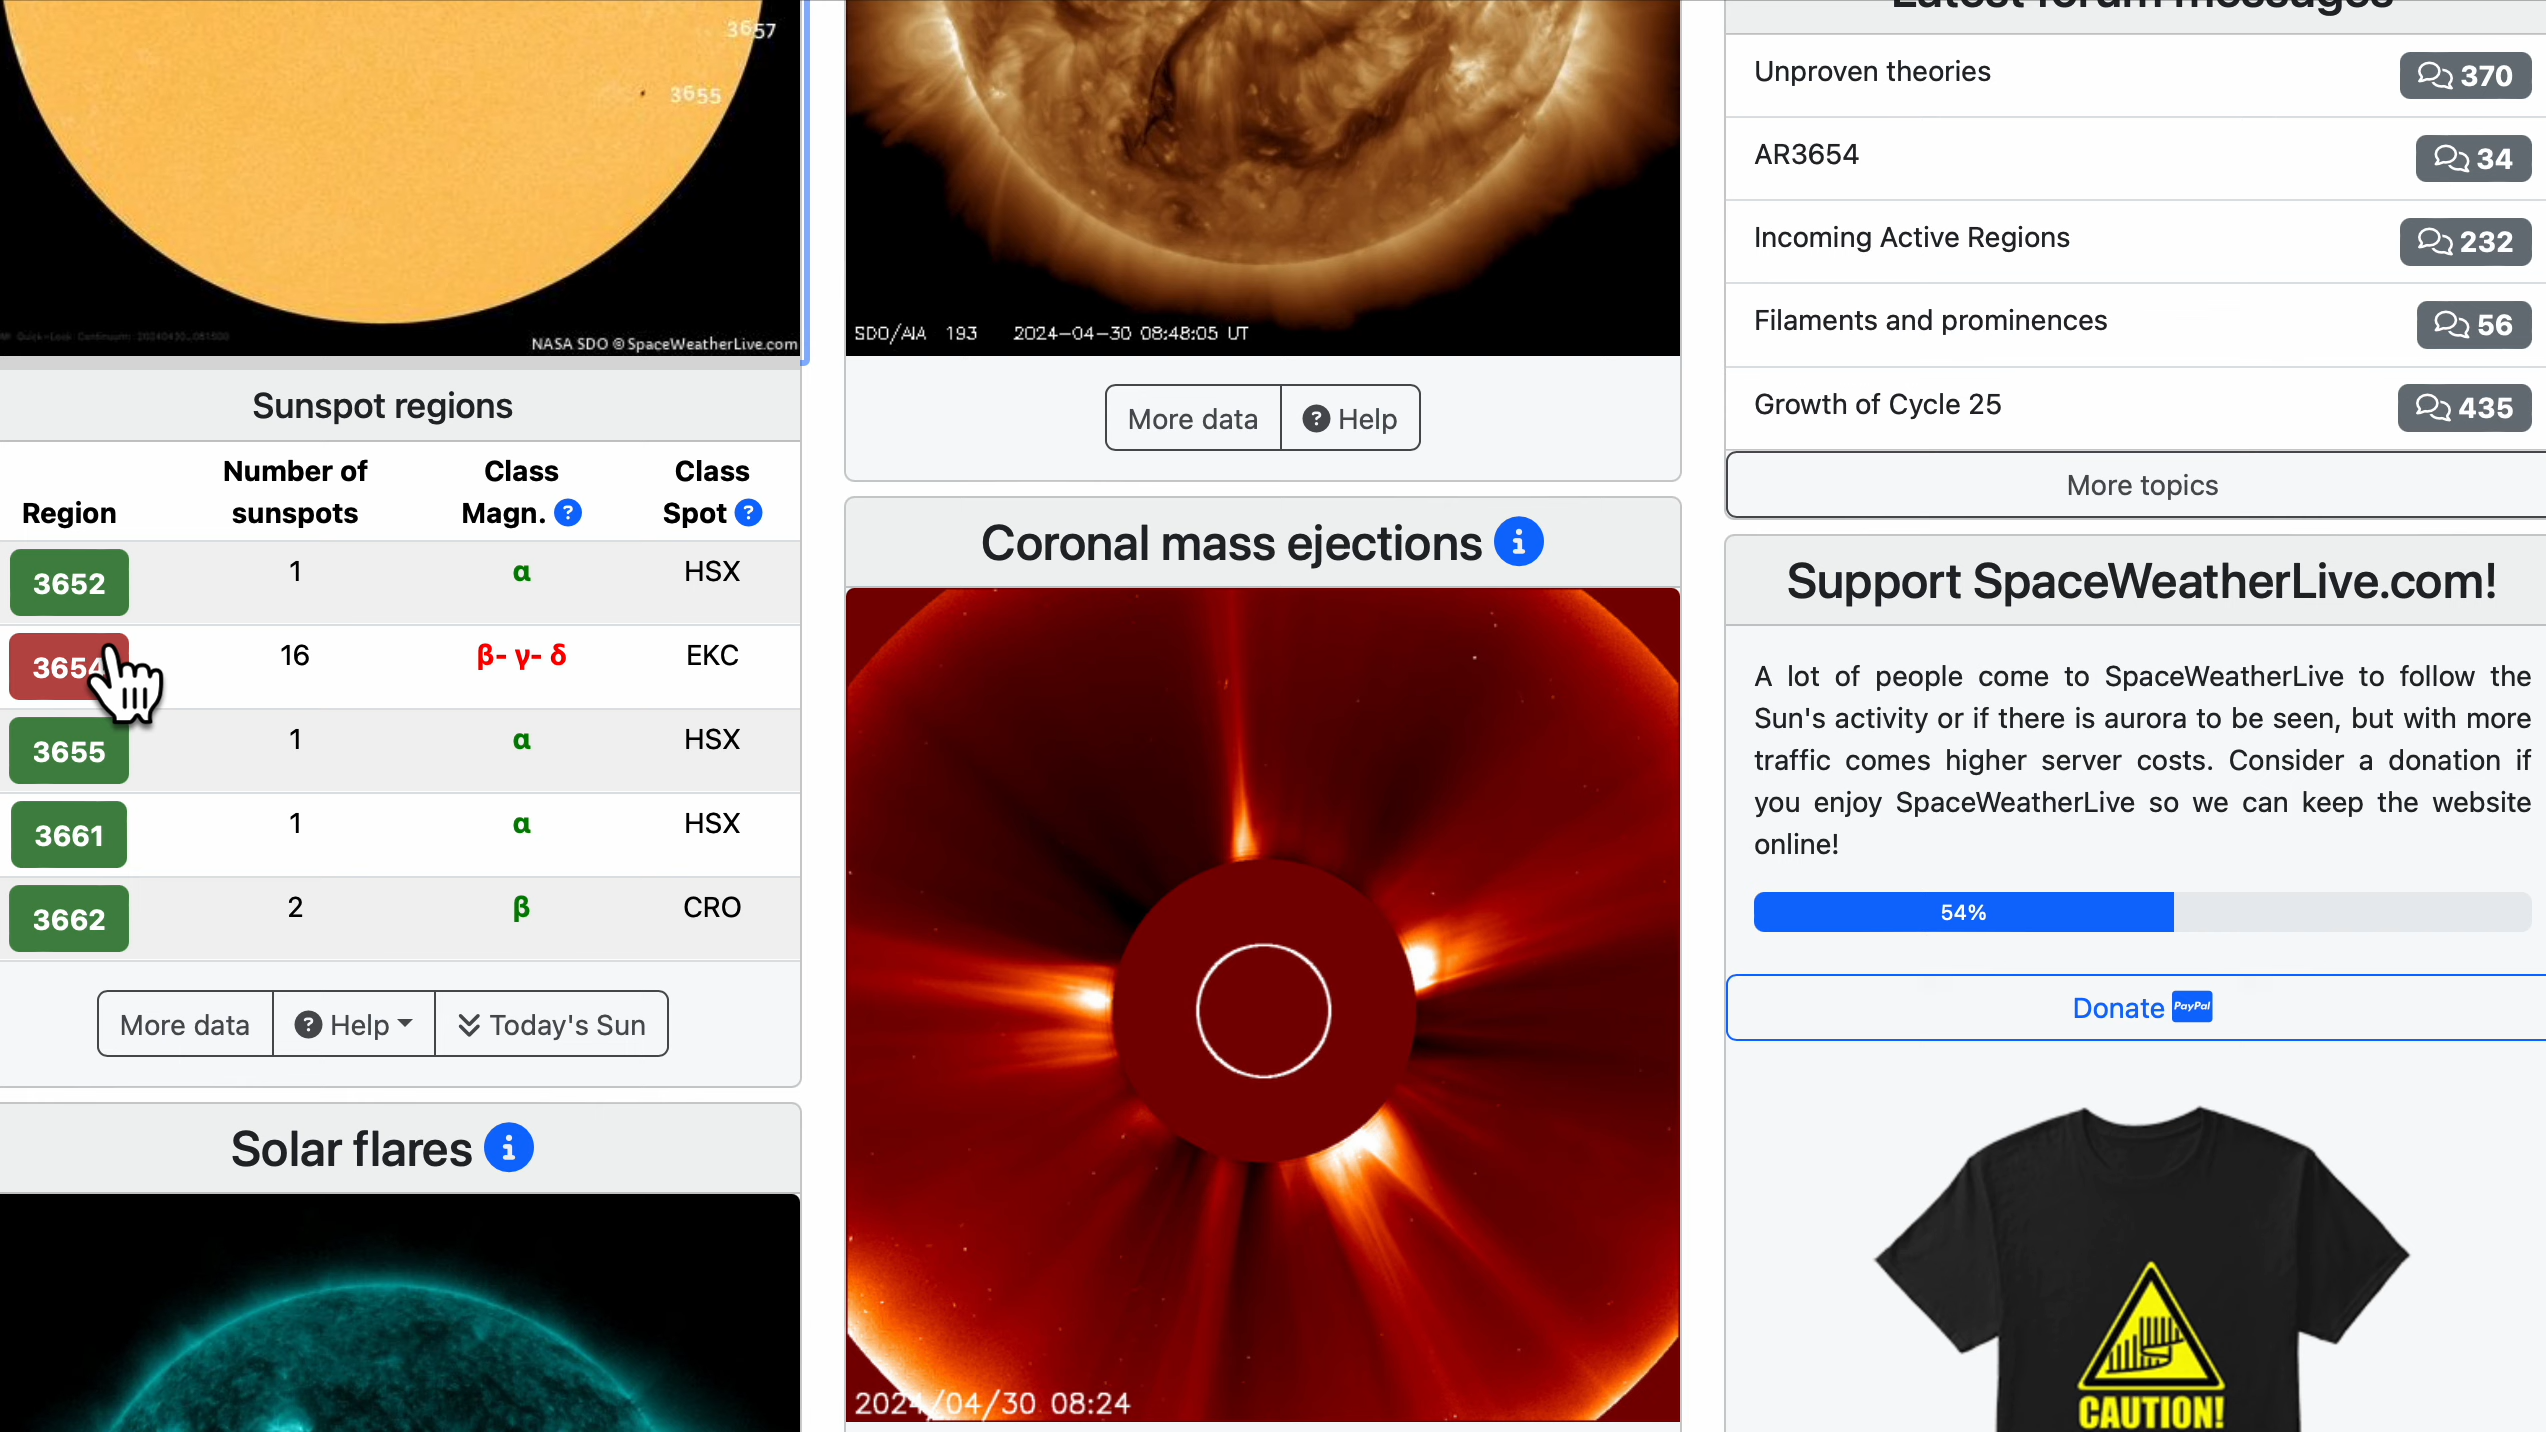 3657
3655
NASA SDO © SpaceWeatherLive.com
Sunspot regions
Region
Number of sunspots
Class Magn. ?
Class Spot ?
3652 1 α HSX
3654 16 β- γ- δ EKC
3655 1 α HSX
3661 1 α HSX
3662 2 β CRO
More data
? Help
Today's Sun
Solar flares i
SDO/AIA 193 2024-04-30 08:48:05 UT
More data
? Help
Coronal mass ejections i
2024/04/30 08:24
Latest forum messages
Unproven theories 370
AR3654 34
Incoming Active Regions 232
Filaments and prominences 56
Growth of Cycle 25 435
More topics
Support SpaceWeatherLive.com!
A lot of people come to SpaceWeatherLive to follow the
Sun's activity or if there is aurora to be seen, but with more
traffic comes higher server costs. Consider a donation if
you enjoy SpaceWeatherLive so we can keep the website
online!
54%
Donate PayPal
CAUTION!